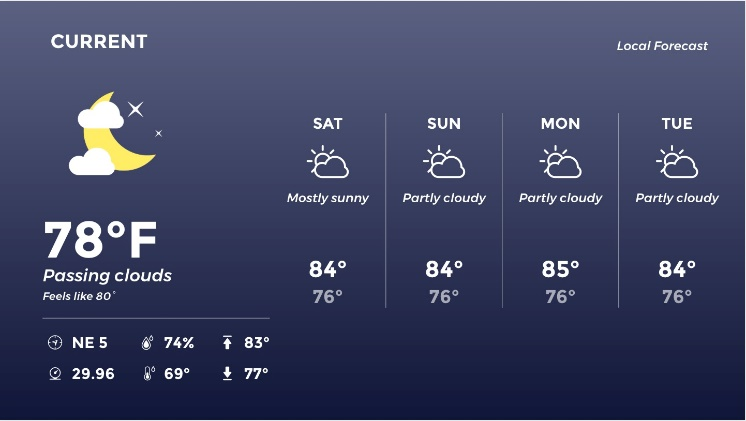 CURRENT
Local Forecast
78°F
Passing clouds
Feels like 80°
NE 5 74% 83°
29.96 69° 77°
SAT
Mostly sunny
84°
76°
SUN
Partly cloudy
84°
76°
MON
Partly cloudy
85°
76°
TUE
Partly cloudy
84°
76°